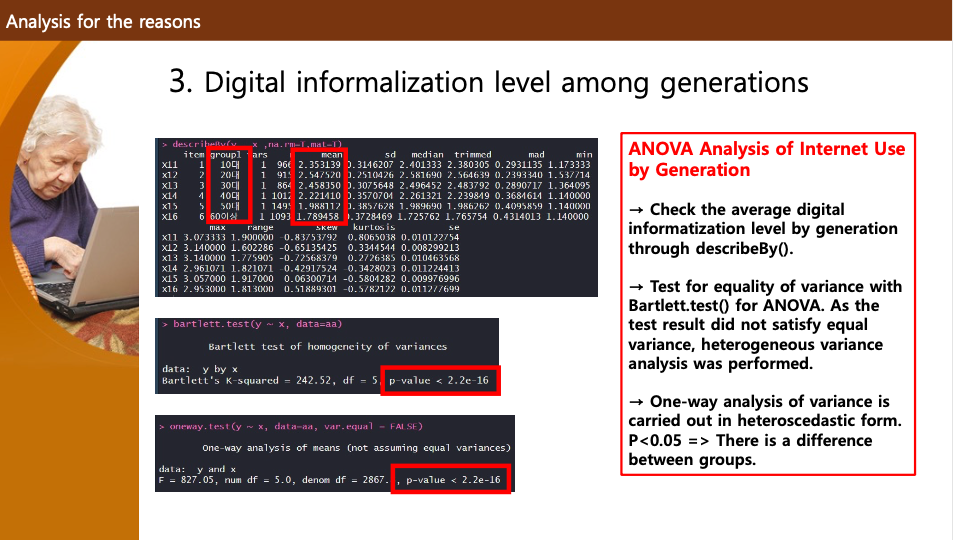 Analysis for the reasons
3. Digital informalization level among generations
> describeBy(y, x ,na.rm=T,mat=T)
item group1 vars mean sd median trimmed mad min
X11 1 10대 1 966 2.353139 0.3146207 2.401333 2.380305 0.2931135 1.173333
X12 2 20대 1 915 2.547520 0.2510426 2.581690 2.564639 0.2393340 1.537714
X13 3 30대 1 864 2.458350 0.3075648 2.496452 2.483792 0.2890717 1.364095
X14 4 40대 1 1012 2.221410 0.3570704 2.261321 2.239849 0.3684614 1.140000
X15 5 50대 1 1495 1.988112 0.3857628 1.989690 1.986262 0.4095859 1.140000
X16 6 60이상 1 1093 1.789458 0.3728469 1.725762 1.765754 0.4314013 1.140000
max range skew kurtosis se
X11 3.073333 1.900000 -0.83753792 0.8065038 0.010122754
X12 3.140000 1.602286 -0.65135425 0.3344544 0.008299213
X13 3.140000 1.775905 -0.72568379 0.2726385 0.010463568
X14 2.961071 1.821071 -0.42917524 -0.3428023 0.011224413
X15 3.057000 1.917000 0.06300714 -0.5804282 0.009976996
X16 2.953000 1.813000 0.51889301 -0.5782122 0.011277699
> bartlett.test(y ~ x, data=aa)
Bartlett test of homogeneity of variances
data: y by x
Bartlett's K-squared = 242.52, df = 5, p-value < 2.2e-16
> oneway.test(y ~ x, data=aa, var.equal = FALSE)
One-way analysis of means (not assuming equal variances)
data: y and x
F = 827.05, num df = 5.0, denom df = 2867. , p-value < 2.2e-16
ANOVA Analysis of Internet Use
by Generation
→ Check the average digital
informatization level by generation
through describeBy().
→ Test for equality of variance with
Bartlett.test() for ANOVA. As the
test result did not satisfy equal
variance, heterogeneous variance
analysis was performed.
→ One-way analysis of variance is
carried out in heteroscedastic form.
P<0.05 => There is a difference
between groups.